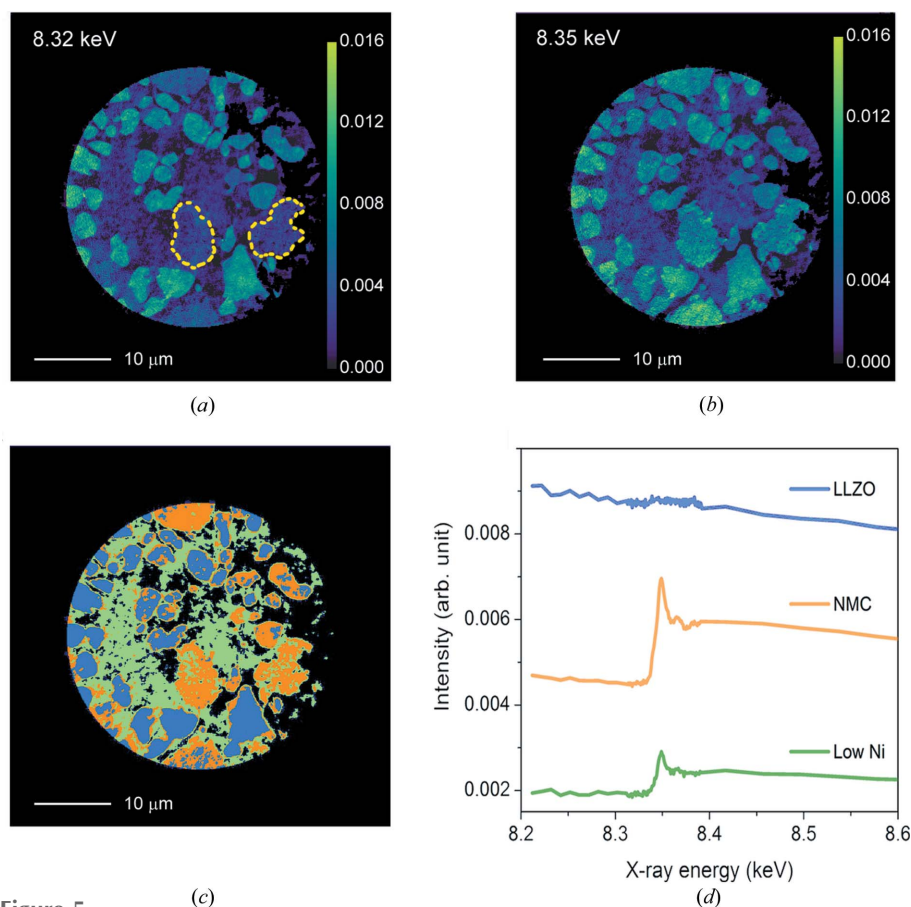 8.32 keV
0.016
0.012
0.008
0.004
0.000
10 μm
(a)
8.35 keV
0.016
0.012
0.008
0.004
0.000
10 μm
(b)
10 μm
(c)
LLZO
NMC
Low Ni
0.008
0.006
0.004
0.002
Intensity (arb. unit)
8.2 8.3 8.4 8.5 8.6
X-ray energy (keV)
(d)